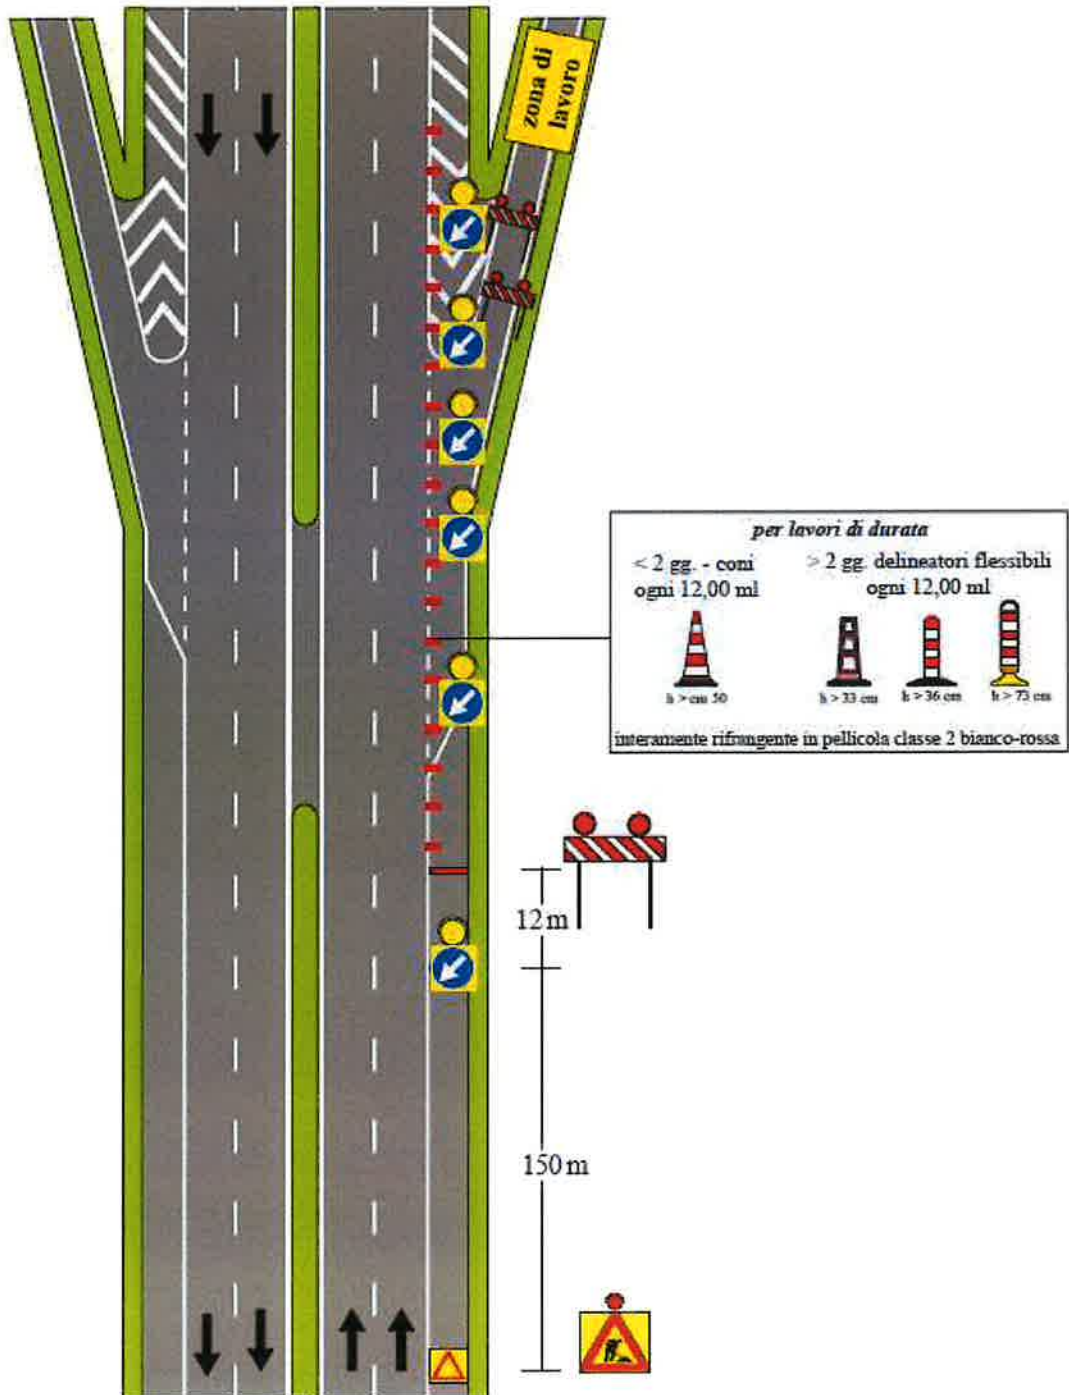 zona di
lavoro
per lavori di durata
< 2 gg. - coni
ogni 12,00 ml
> 2 gg. delineatori flessibili
ogni 12,00 ml
h > cm 50
h > 33 cm
h > 36 cm
h > 73 cm
interamente rifrangente in pellicola classe 2 bianco-rossa
12 m
150 m